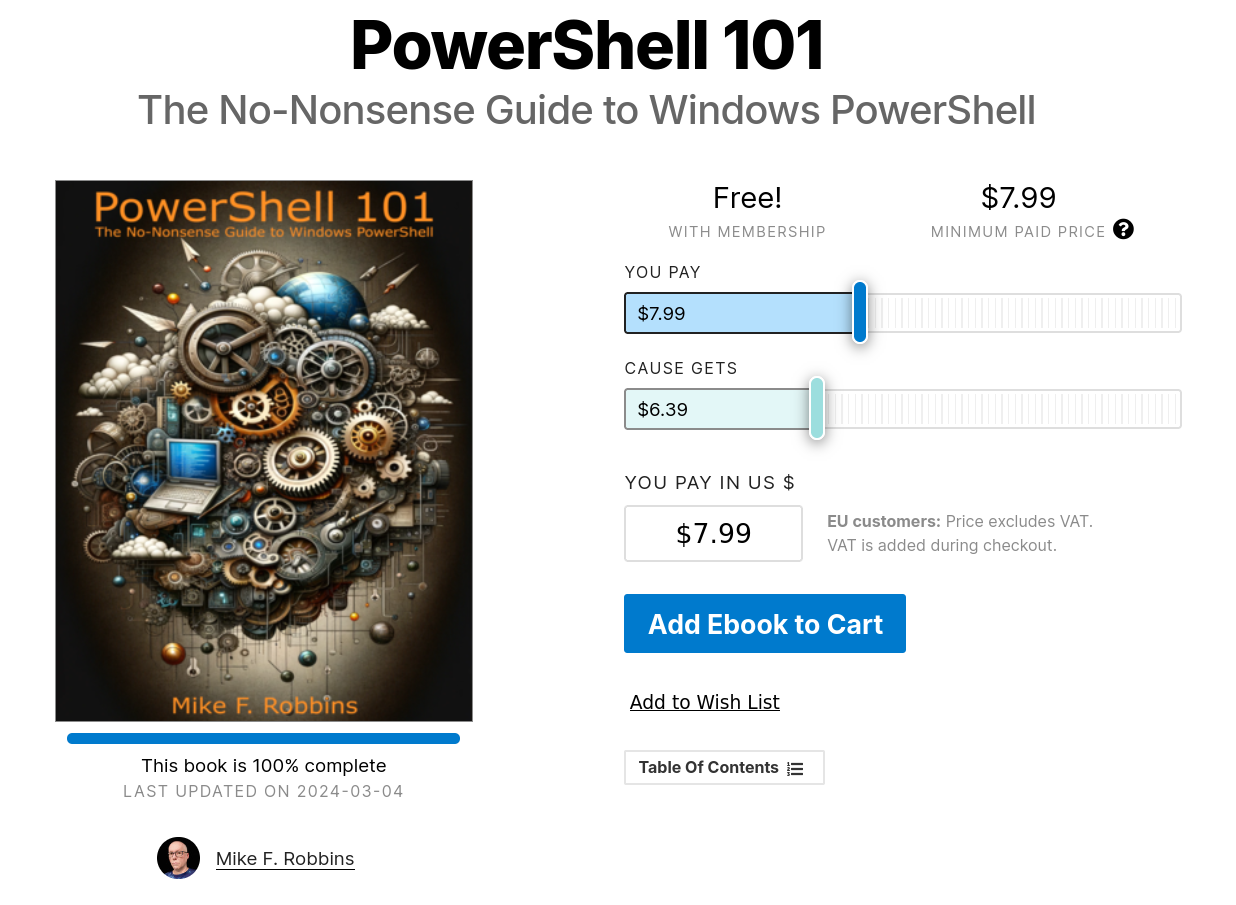 PowerShell 101
The No-Nonsense Guide to Windows PowerShell
PowerShell 101
The No-Nonsense Guide to Windows PowerShell
Mike F. Robbins
This book is 100% complete
LAST UPDATED ON 2024-03-04
Mike F. Robbins
Free!
WITH MEMBERSHIP
$7.99
MINIMUM PAID PRICE ?
YOU PAY
$7.99
CAUSE GETS
$6.39
YOU PAY IN US $
$7.99
EU customers: Price excludes VAT.
VAT is added during checkout.
Add Ebook to Cart
Add to Wish List
Table Of Contents